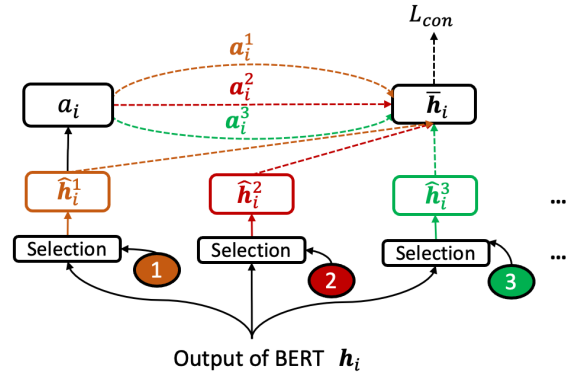 L_con
a_i^1
a_i^2
a_i^3
a_i
h̄_i
ĥ_i^1
ĥ_i^2
ĥ_i^3
...
Selection
Selection
Selection
...
1
2
3
Output of BERT h_i